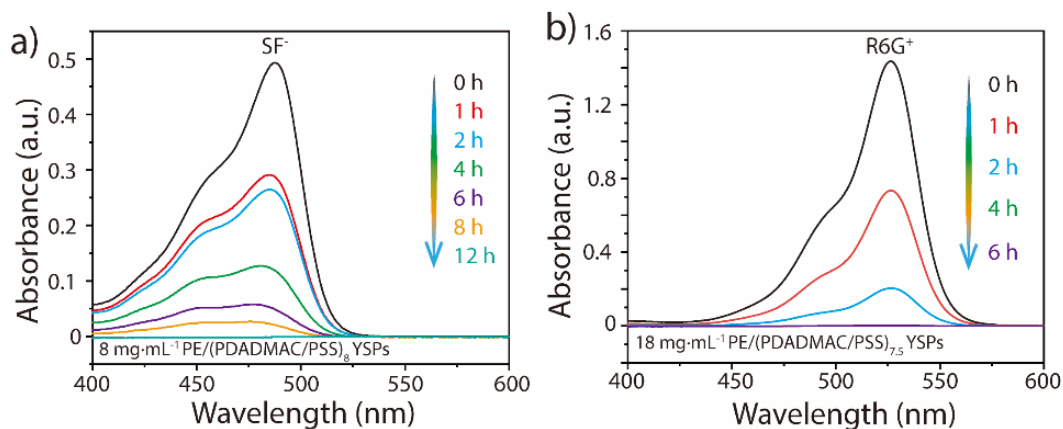 a)
SF⁻
0 h
1 h
2 h
4 h
6 h
8 h
12 h
8 mg·mL⁻¹ PE/(PDADMAC/PSS)₈ YSPs
0.5
0.4
0.3
0.2
0.1
0
400
450
500
550
600
Absorbance (a.u.)
Wavelength (nm)
b)
R6G⁺
0 h
1 h
2 h
4 h
6 h
18 mg·mL⁻¹ PE/(PDADMAC/PSS)₇.₅ YSPs
1.6
1.2
0.8
0.4
0
400
450
500
550
600
Absorbance (a.u.)
Wavelength (nm)